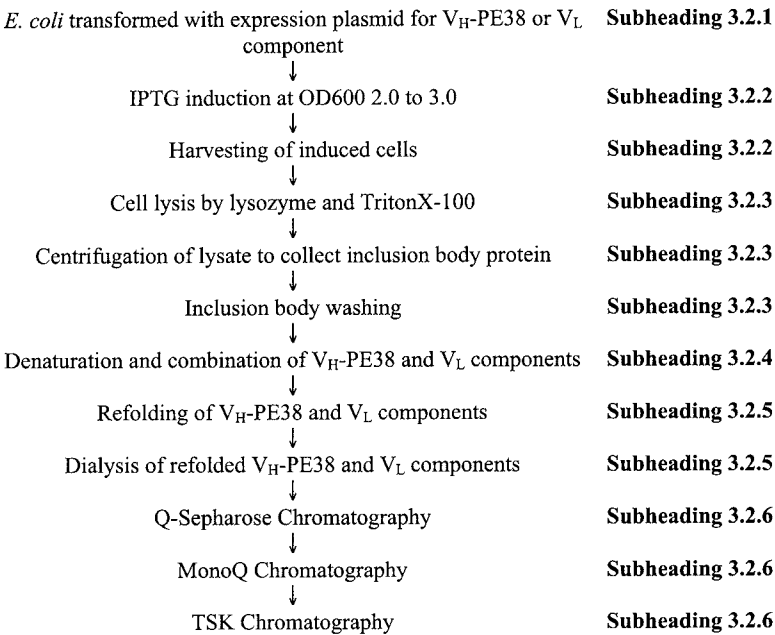 E. coli transformed with expression plasmid for VH-PE38 or VL Subheading 3.2.1
component
↓
IPTG induction at OD600 2.0 to 3.0 Subheading 3.2.2
↓
Harvesting of induced cells Subheading 3.2.2
↓
Cell lysis by lysozyme and TritonX-100 Subheading 3.2.3
↓
Centrifugation of lysate to collect inclusion body protein Subheading 3.2.3
↓
Inclusion body washing Subheading 3.2.3
↓
Denaturation and combination of VH-PE38 and VL components Subheading 3.2.4
↓
Refolding of VH-PE38 and VL components Subheading 3.2.5
↓
Dialysis of refolded VH-PE38 and VL components Subheading 3.2.5
↓
Q-Sepharose Chromatography Subheading 3.2.6
↓
MonoQ Chromatography Subheading 3.2.6
↓
TSK Chromatography Subheading 3.2.6